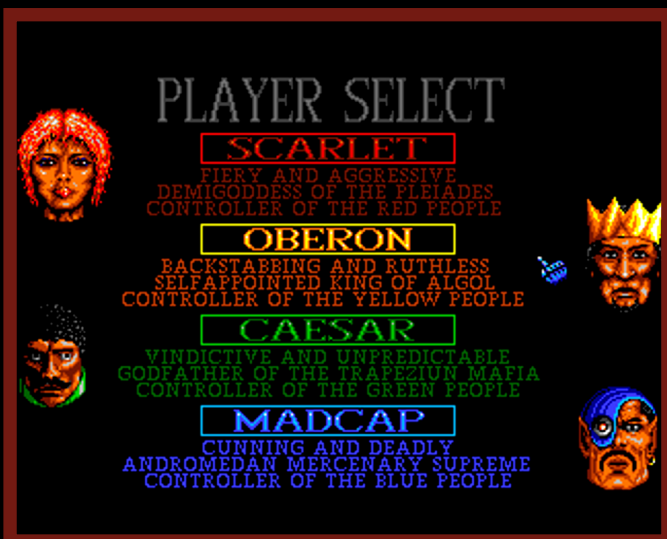 PLAYER SELECT
SCARLET
FIERY AND AGGRESSIVE
DEMIGODDESS OF THE PLEIADES
CONTROLLER OF THE RED PEOPLE
OBERON
BACKSTABBING AND RUTHLESS
SELFAPPOINTED KING OF ALGOL
CONTROLLER OF THE YELLOW PEOPLE
CAESAR
VINDICTIVE AND UNPREDICTABLE
GODFATHER OF THE TRAPEZIUN MAFIA
CONTROLLER OF THE GREEN PEOPLE
MADCAP
CUNNING AND DEADLY
ANDROMEDAN MERCENARY SUPREME
CONTROLLER OF THE BLUE PEOPLE